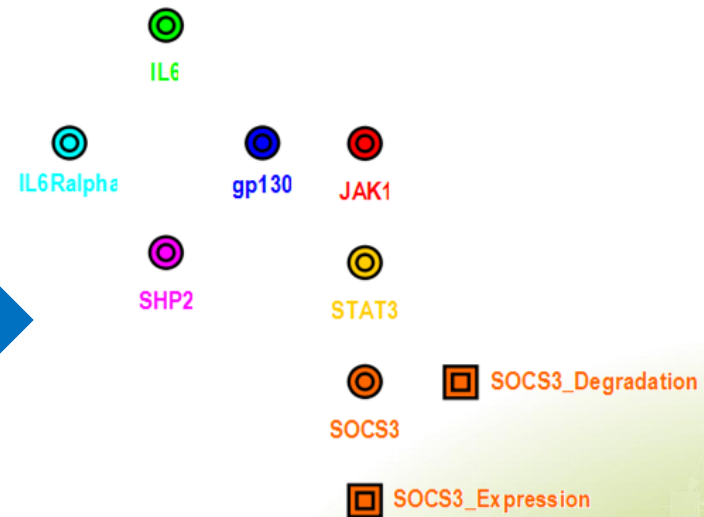 IL6
IL6Ralpha
gp130
JAK1
SHP2
STAT3
SOCS3_Degradation
SOCS3
SOCS3_Expression